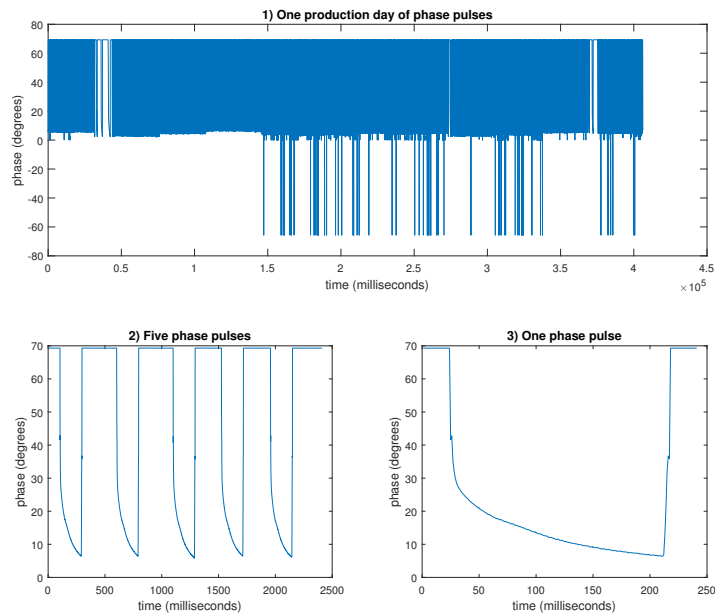 1) One production day of phase pulses
80
60
40
20
0
-20
-40
-60
-80
phase (degrees)
0 0.5 1 1.5 2 2.5 3 3.5 4 4.5
time (milliseconds)
×10^5
2) Five phase pulses
70
60
50
40
30
20
10
0
phase (degrees)
0 500 1000 1500 2000 2500
time (milliseconds)
3) One phase pulse
70
60
50
40
30
20
10
0
phase (degrees)
0 50 100 150 200 250
time (milliseconds)